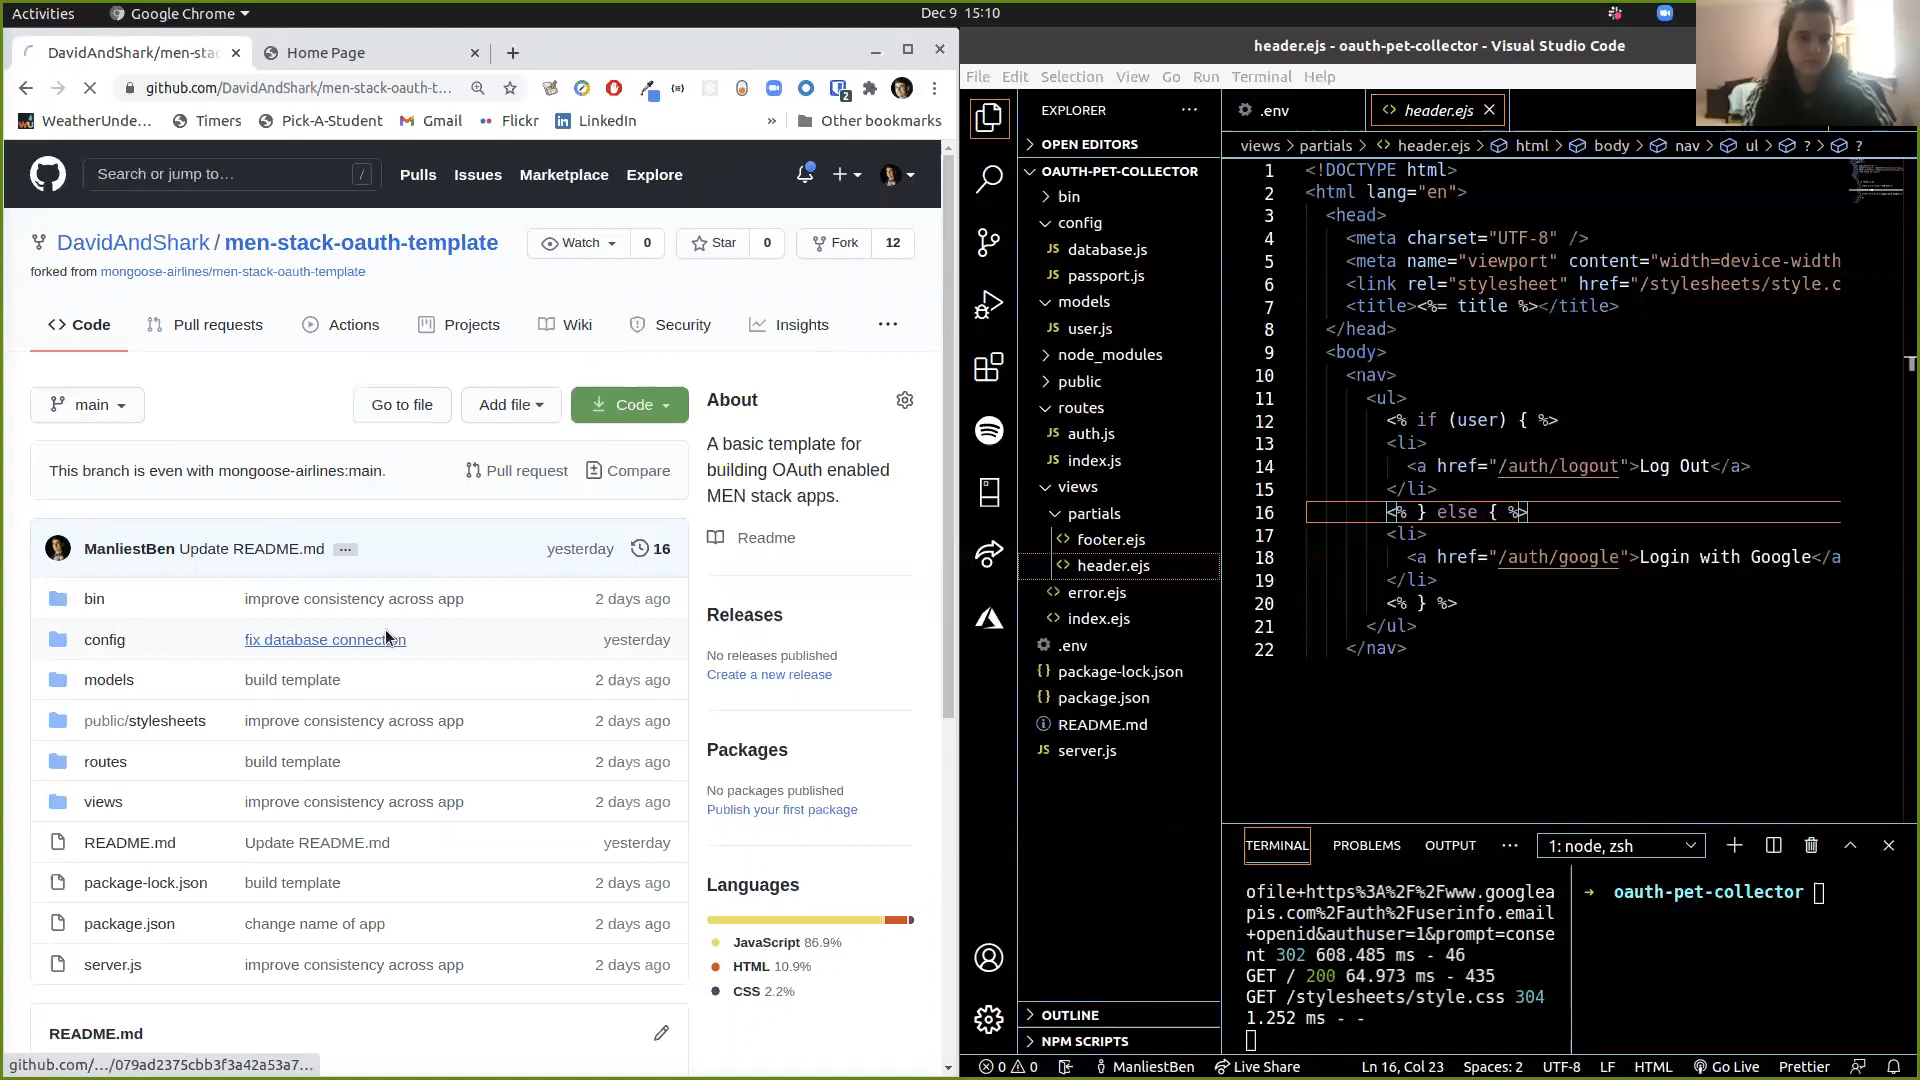 Activities
Google Chrome
Dec 9 15:10
DavidAndShark/men-stac
Home Page
github.com/DavidAndShark/men-stack-oauth-t...
2
WeatherUnde...
Timers
Pick-A-Student
Gmail
Flickr
LinkedIn
»
Other bookmarks
Search or jump to...
/
Pulls
Issues
Marketplace
Explore
DavidAndShark / men-stack-oauth-template
Watch
0
Star
0
Fork
12
forked from mongoose-airlines/men-stack-oauth-template
Code
Pull requests
Actions
Projects
Wiki
Security
Insights
main
Go to file
Add file
Code
This branch is even with mongoose-airlines:main.
Pull request
Compare
ManliestBen Update README.md
...
yesterday
16
bin
improve consistency across app
2 days ago
config
fix database connection
yesterday
models
build template
2 days ago
public/stylesheets
improve consistency across app
2 days ago
routes
build template
2 days ago
views
improve consistency across app
2 days ago
README.md
Update README.md
yesterday
package-lock.json
build template
2 days ago
package.json
change name of app
2 days ago
server.js
improve consistency across app
2 days ago
README.md
About
A basic template for
building OAuth enabled
MEN stack apps.
Readme
Releases
No releases published
Create a new release
Packages
No packages published
Publish your first package
Languages
JavaScript 86.9%
HTML 10.9%
CSS 2.2%
github.com/.../079ad2375cbb3f3a42a53a7...
header.ejs - oauth-pet-collector - Visual Studio Code
File Edit Selection View Go Run Terminal Help
EXPLORER
OPEN EDITORS
OAUTH-PET-COLLECTOR
bin
config
JS database.js
JS passport.js
models
JS user.js
node_modules
public
routes
JS auth.js
JS index.js
views
partials
<> footer.ejs
<> header.ejs
<> error.ejs
<> index.ejs
.env
{} package-lock.json
{} package.json
README.md
JS server.js
OUTLINE
NPM SCRIPTS
.env
<> header.ejs
views > partials > <> header.ejs > html > body > nav > ul > ? > ?
1 <!DOCTYPE html>
2 <html lang="en">
3 <head>
4 <meta charset="UTF-8" />
5 <meta name="viewport" content="width=device-width
6 <link rel="stylesheet" href="/stylesheets/style.c
7 <title><%= title %></title>
8 </head>
9 <body>
10 <nav>
11 <ul>
12 <% if (user) { %>
13 <li>
14 <a href="/auth/logout">Log Out</a>
15 </li>
16 <% } else { %>
17 <li>
18 <a href="/auth/google">Login with Google</a
19 </li>
20 <% } %>
21 </ul>
22 </nav>
TERMINAL
PROBLEMS
OUTPUT
1: node, zsh
ofile+https%3A%2F%2Fwww.googlea
pis.com%2Fauth%2Fuserinfo.email
+openid&authuser=1&prompt=conse
nt 302 608.485 ms - 46
GET / 200 64.973 ms - 435
GET /stylesheets/style.css 304
1.252 ms - -
→ oauth-pet-collector
0 0
ManliestBen
Live Share
Ln 16, Col 23
Spaces: 2
UTF-8
LF
HTML
Go Live
Prettier